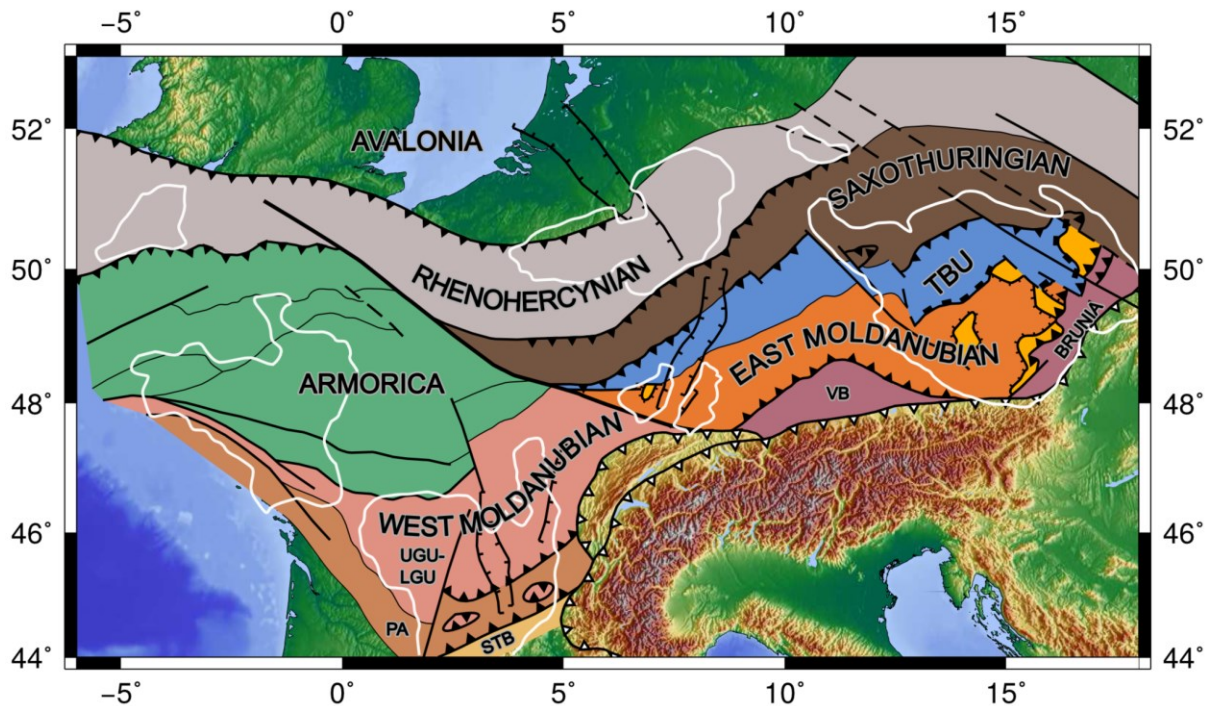 −5˚ 0˚ 5˚ 10˚ 15˚
52˚ 52˚
AVALONIA
SAXOTHURINGIAN
50˚ 50˚
RHENOHERCYNIAN
TBU
BRUNIA
EAST MOLDANUBIAN
ARMORICA
VB
48˚ 48˚
WEST MOLDANUBIAN
46˚ 46˚
UGU-
LGU
PA
STB
44˚ 44˚
−5˚ 0˚ 5˚ 10˚ 15˚